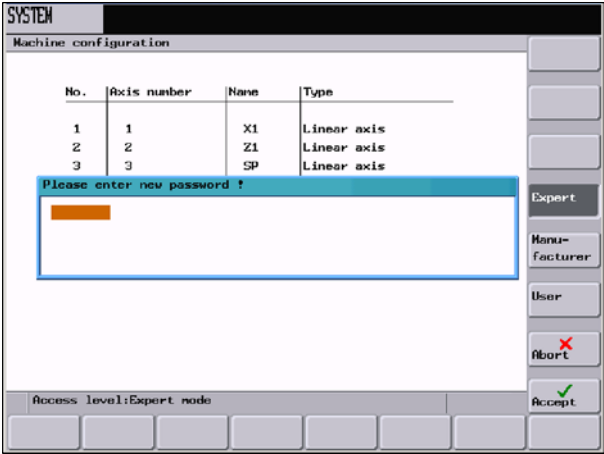 SYSTEM
Machine configuration
No. Axis number Name Type
1 1 X1 Linear axis
2 2 Z1 Linear axis
3 3 SP Linear axis
Please enter new password !
Expert
Manu-
facturer
User
Abort
Access level:Expert mode
Accept